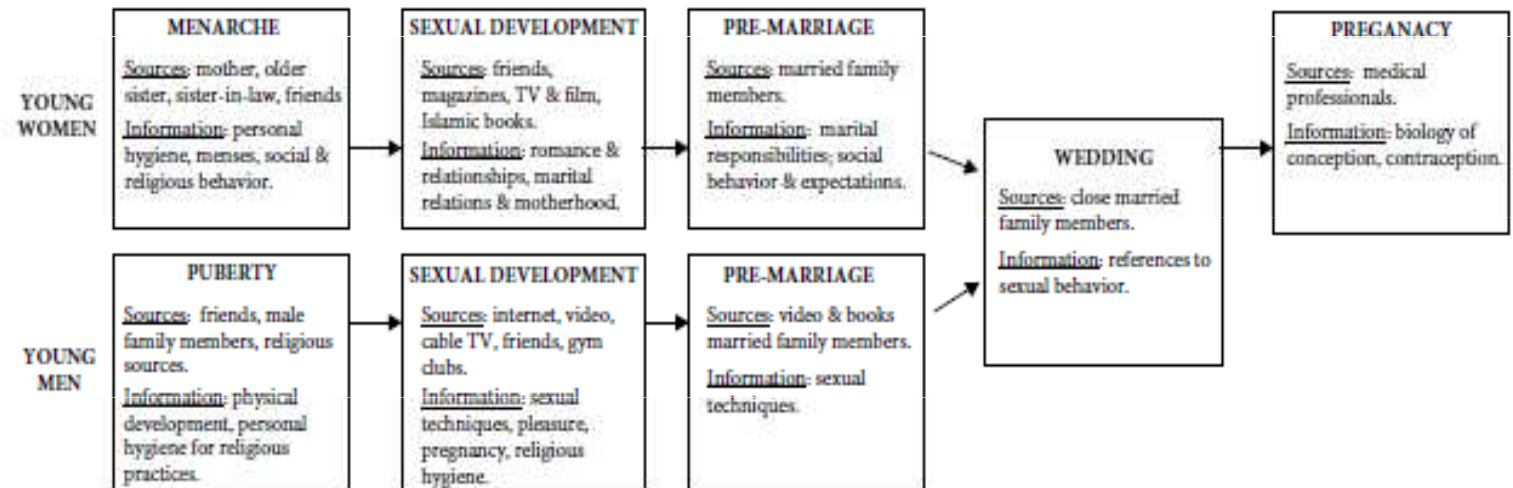 YOUNG
WOMEN
MENARCHE
Sources: mother, older
sister, sister-in-law, friends
Information: personal
hygiene, menses, social &
religious behavior.
SEXUAL DEVELOPMENT
Sources: friends,
magazines, TV & film,
Islamic books.
Information: romance &
relationships, marital
relations & motherhood,
PRE-MARRIAGE
Sources: married family
members.
Information: marital
responsibilities; social
behavior & expectations.
WEDDING
Sources: close married
family members.
Information: references to
sexual behavior.
PREGANACY
Sources: medical
professionals.
Information: biology of
conception, contraception.
YOUNG
MEN
PUBERTY
Sources: friends, male
family members, religious
sources.
Information: physical
development, personal
hygiene for religious
practices.
SEXUAL DEVELOPMENT
Sources: internet, video,
cable TV, friends, gym
clubs.
Information: sexual
techniques, pleasure,
pregnancy, religious
hygiene.
PRE-MARRIAGE
Sources: video & books
married family members.
Information: sexual
techniques.